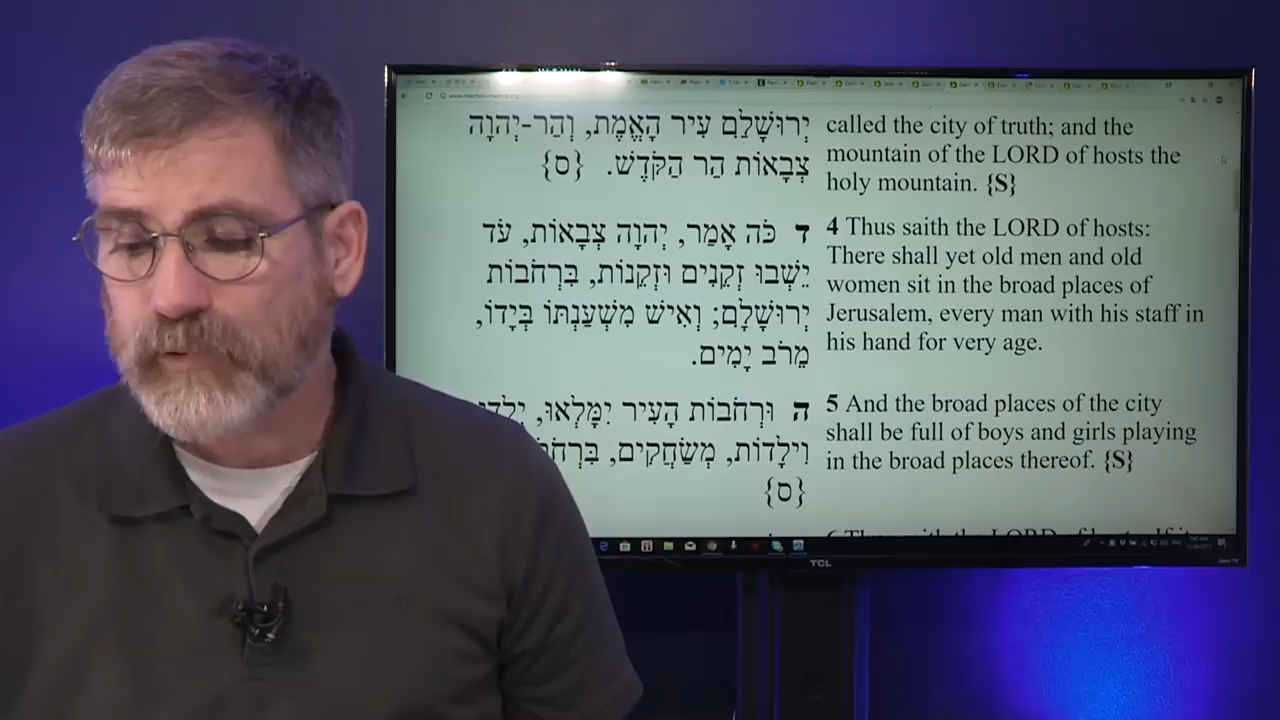 www.mechon-mamre.org
יְרוּשָׁלִַם עִיר הָאֱמֶת, וְהַר-יְהוָה
צְבָאוֹת הַר הַקֹּדֶשׁ. {ס}
ד כֹּה אָמַר, יְהוָה צְבָאוֹת, עֹד
יֵשְׁבוּ זְקֵנִים וּזְקֵנוֹת, בִּרְחֹבוֹת
יְרוּשָׁלִָם; וְאִישׁ מִשְׁעַנְתּוֹ בְּיָדוֹ,
מֵרֹב יָמִים.
ה וּרְחֹבוֹת הָעִיר יִמָּלְאוּ,
וִילָדוֹת, מְשַׂחֲקִים,
{ס}
called the city of truth; and the
mountain of the LORD of hosts the
holy mountain. {S}
4 Thus saith the LORD of hosts:
There shall yet old men and old
women sit in the broad places of
Jerusalem, every man with his staff in
his hand for very age.
5 And the broad places of the city
shall be full of boys and girls playing
in the broad places thereof. {S}
TCL